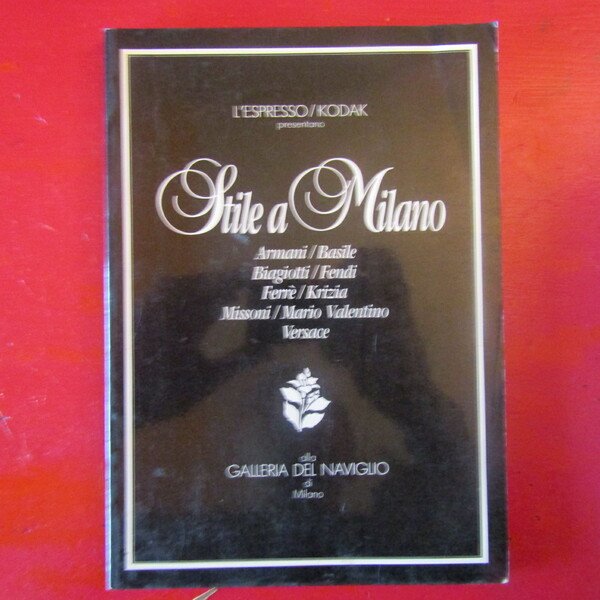 L'ESPRESSO/KODAK
presentano
Stile a Milano
Armani / Basile
Biagiotti / Fendi
Ferrè / Krizia
Missoni / Mario Valentino
Versace
alla
GALLERIA DEL NAVIGLIO
di
Milano